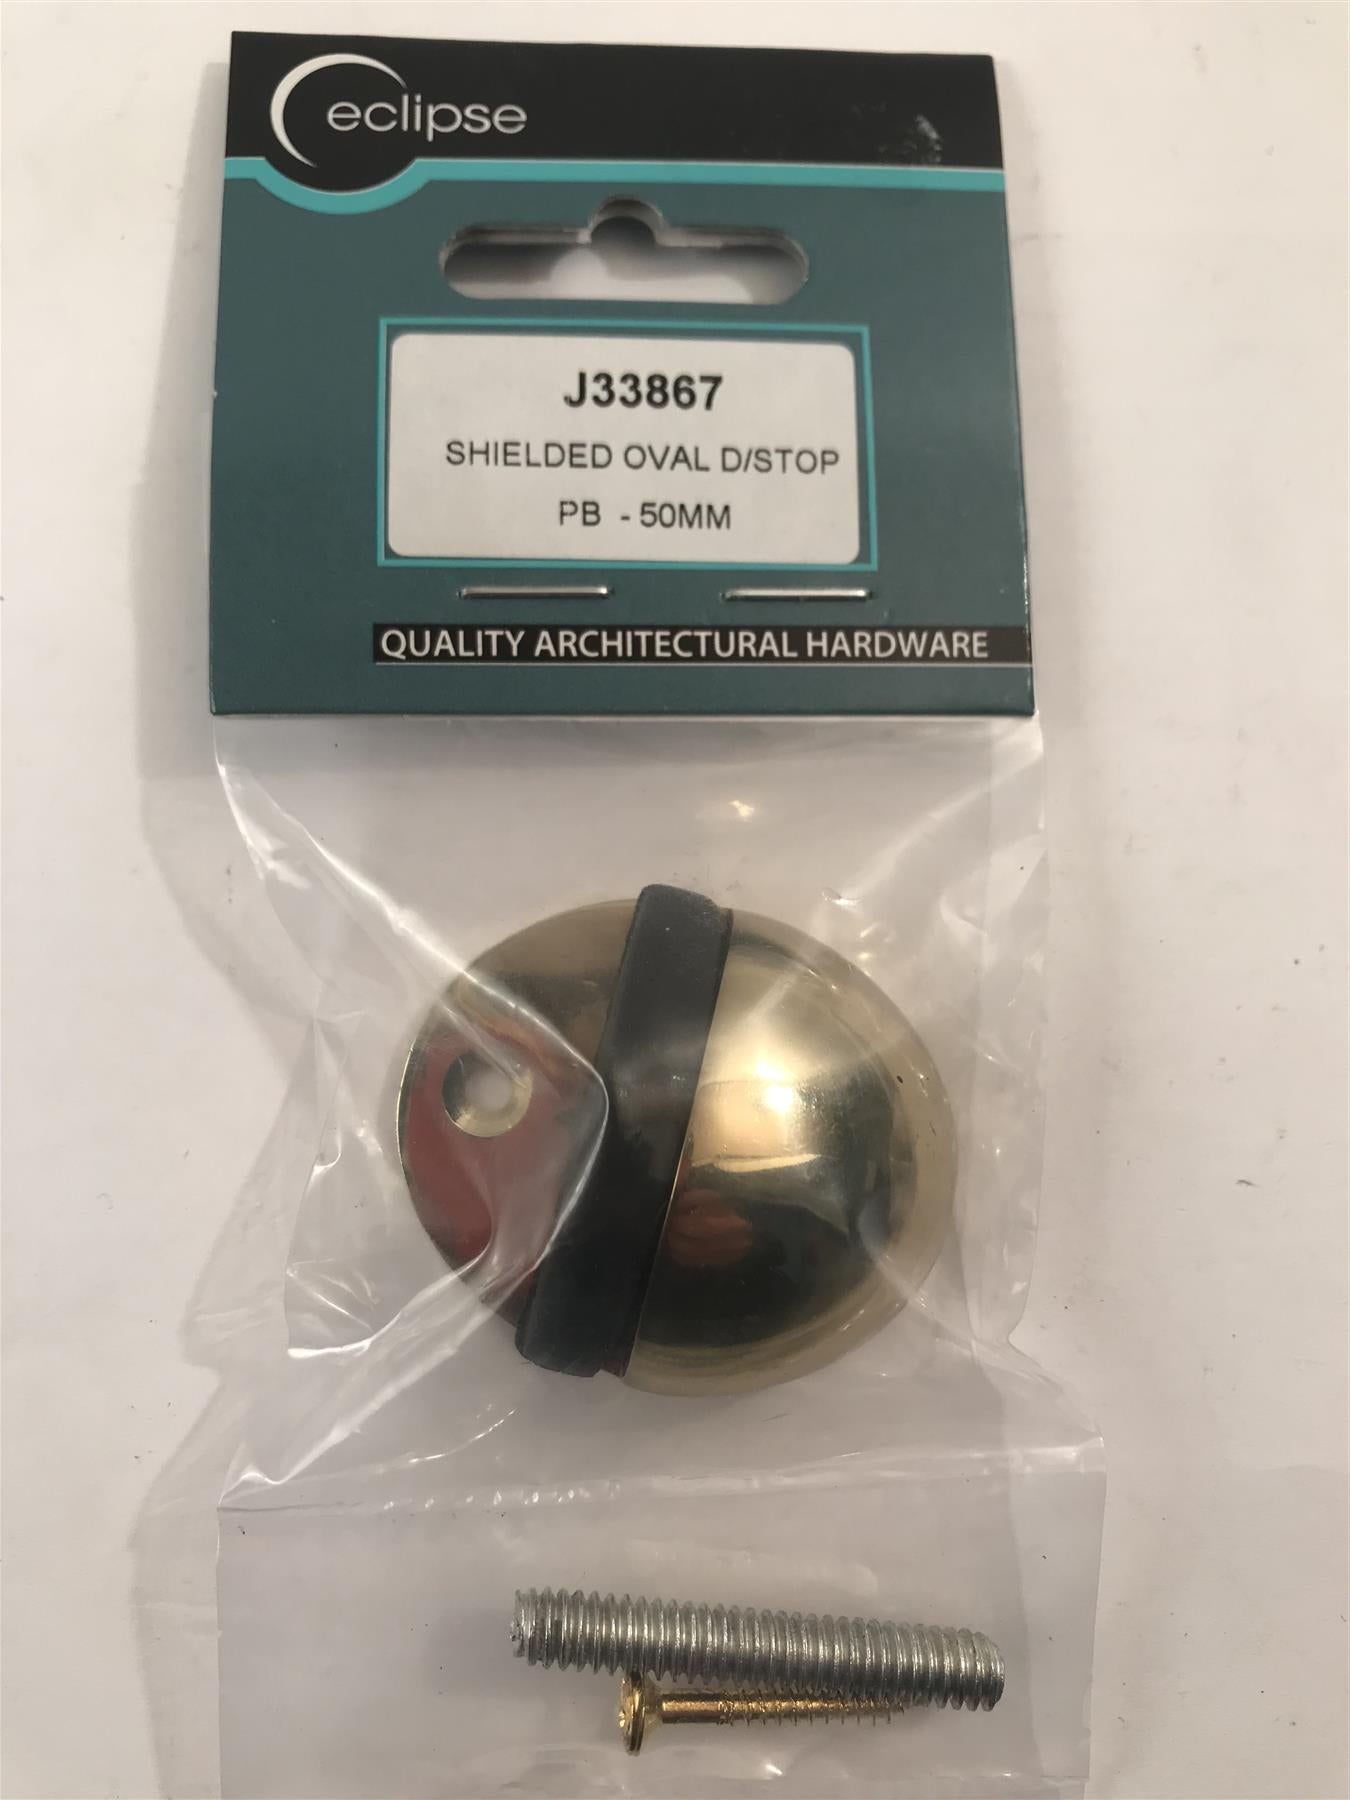 eclipse
J33867
SHIELDED OVAL D/STOP
PB - 50MM
QUALITY ARCHITECTURAL HARDWARE